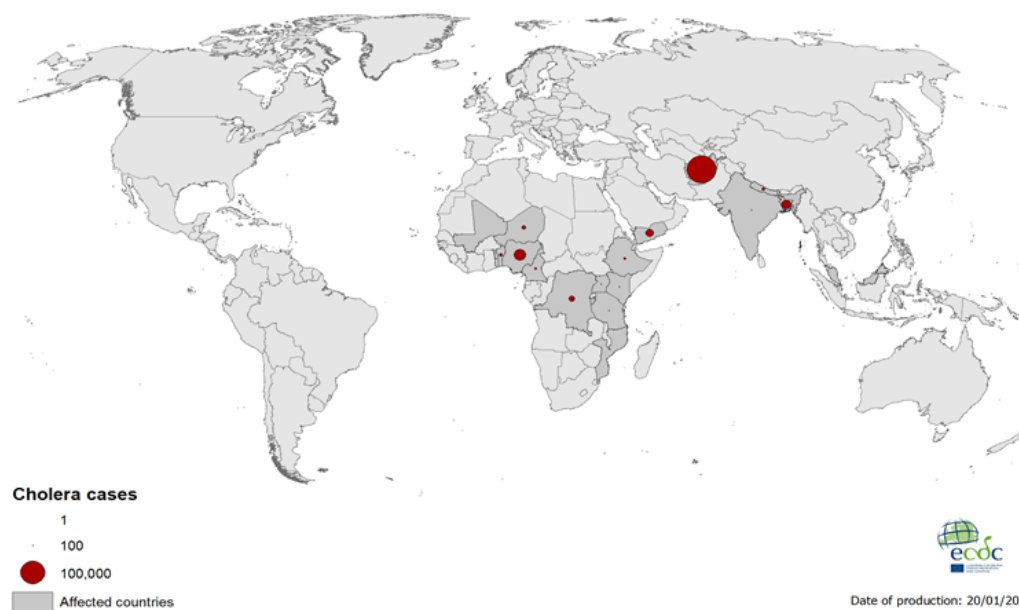 Cholera cases
1
100
100,000
Affected countries
ecdc
Date of production: 20/01/20